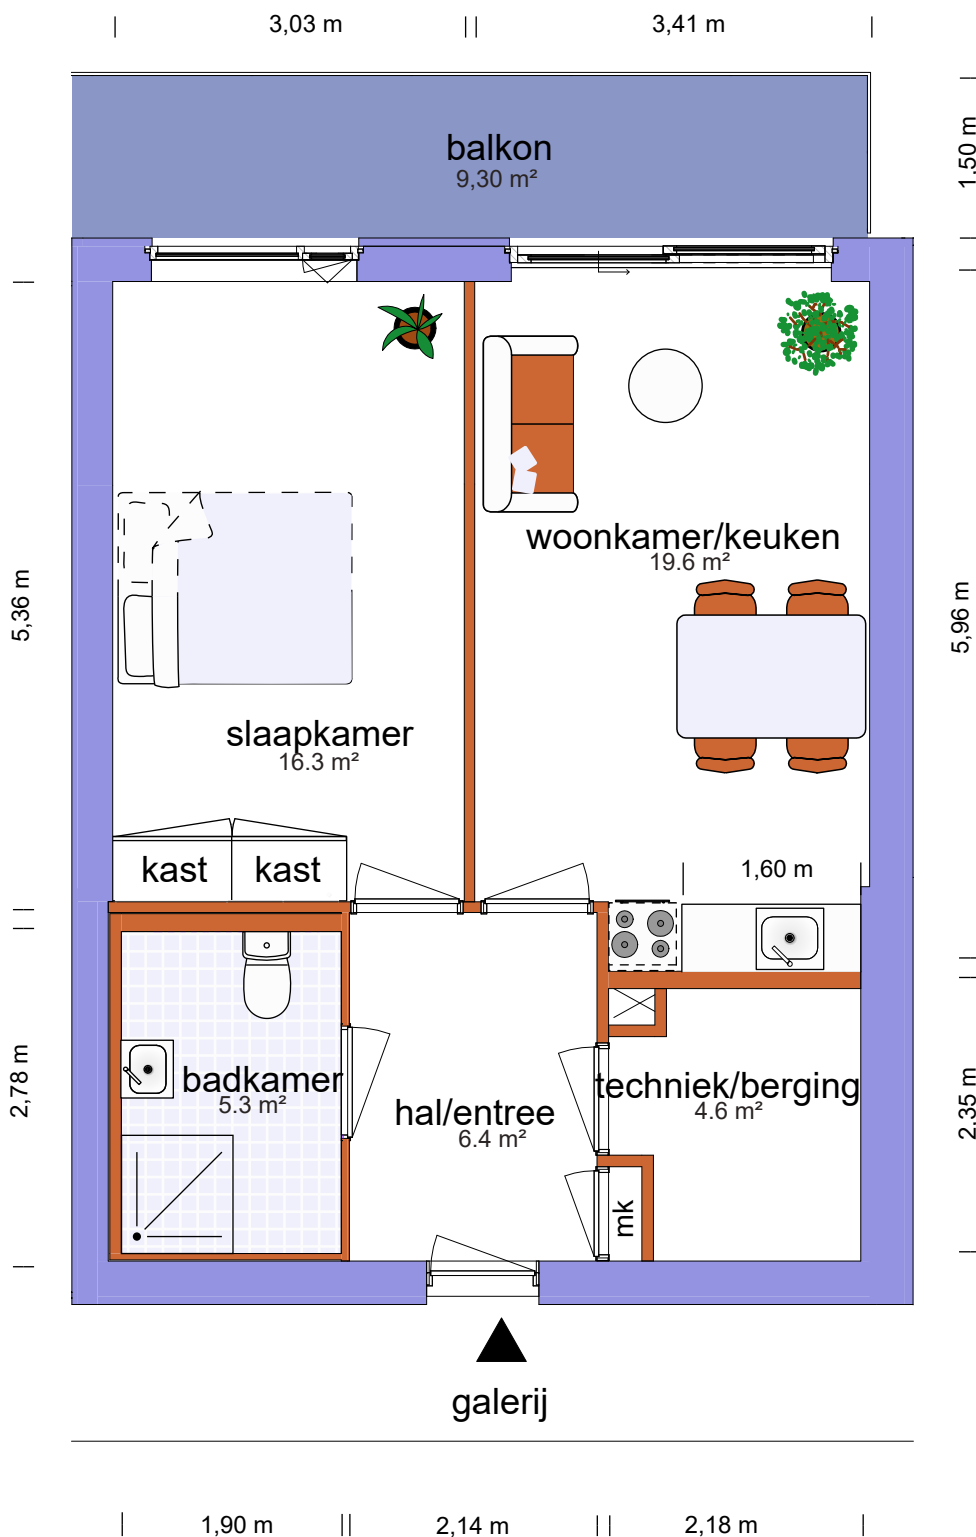 3,03 m
3,41 m
balkon
9,30 m²
1.50 m
woonkamer/keuken
19.6 m²
5,36 m
5,96 m
slaapkamer
16.3 m²
kast
kast
1,60 m
badkamer
5.3 m²
techniek/berging
4.6 m²
hal/entree
6.4 m²
2,78 m
2.35 m
mk
galerij
1,90 m
2,14 m
2,18 m